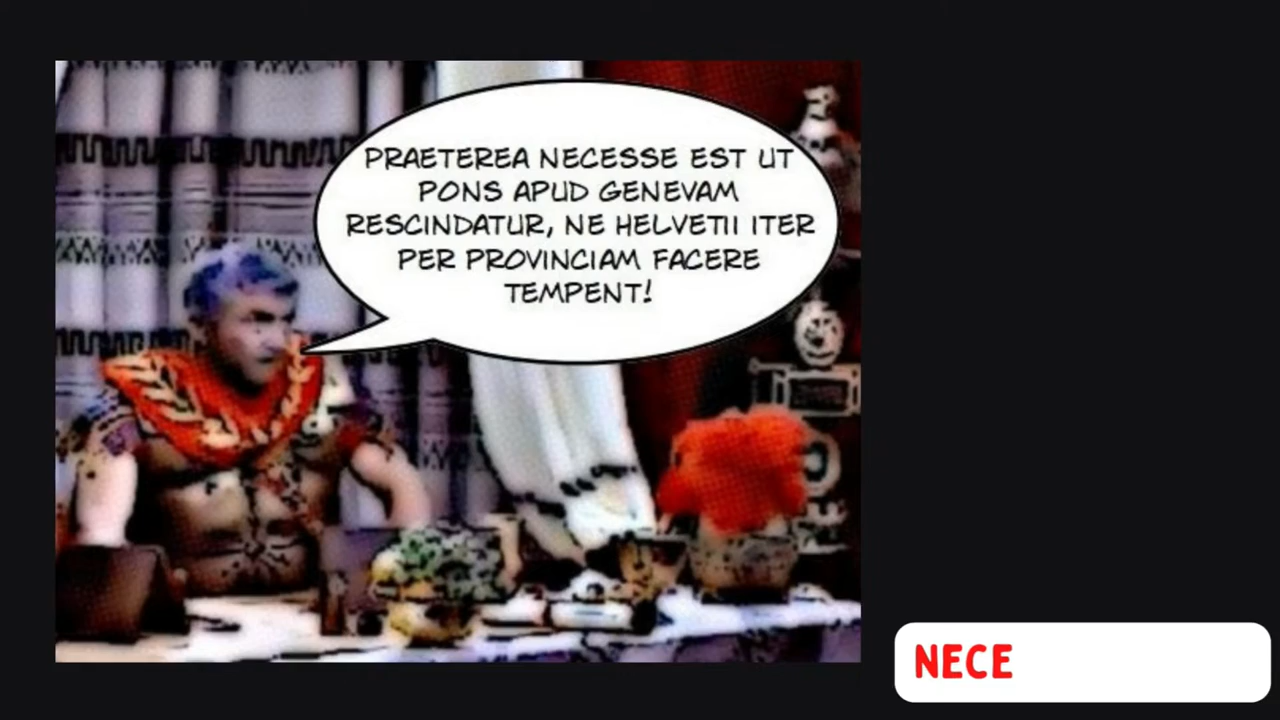 PRAETEREA NECESSE EST UT
PONS APUD GENEVAM
RESCINDATUR, NE HELVETII ITER
PER PROVINCIAM FACERE
TEMPENT!
NECE